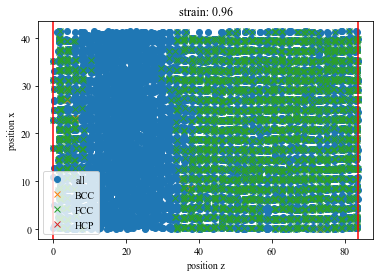 strain: 0.96
position x
40
30
20
10
0
all
BCC
FCC
HCP
0
20
40
60
80
position z